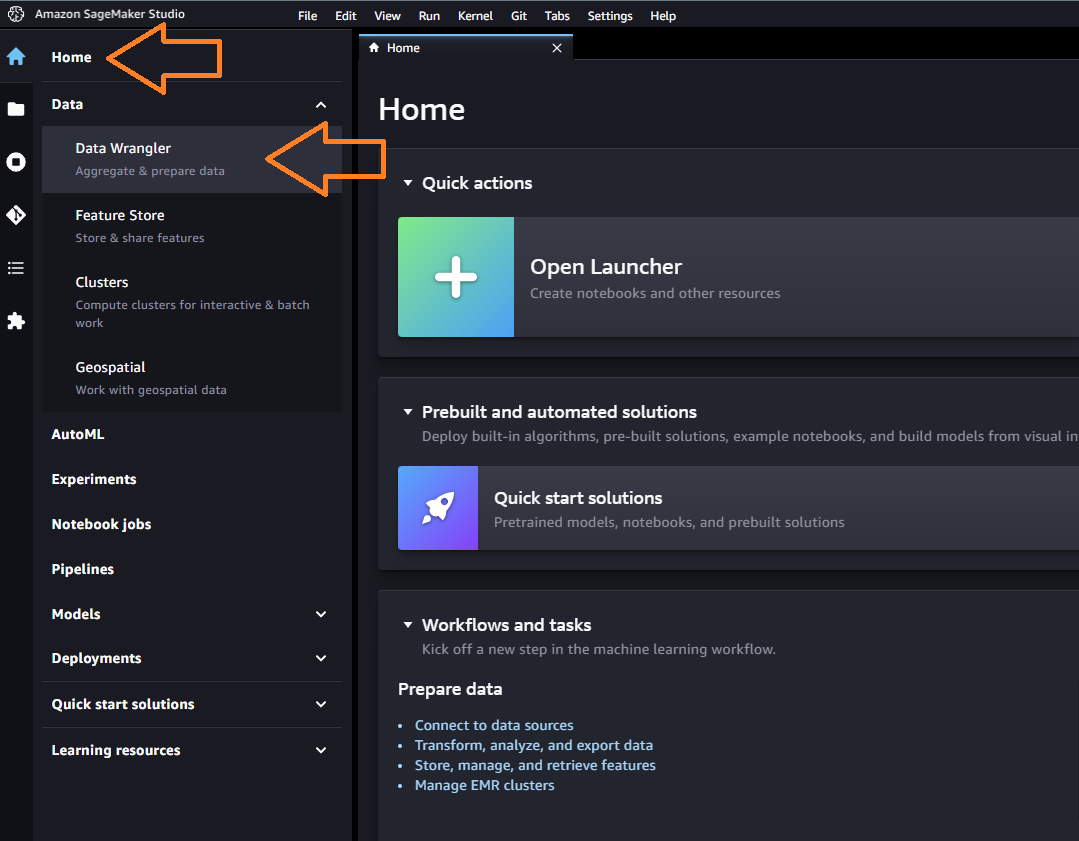 Amazon SageMaker Studio
File Edit View Run Kernel Git Tabs Settings Help
Home
Data
Data Wrangler
Aggregate & prepare data
Feature Store
Store & share features
Clusters
Compute clusters for interactive & batch
work
Geospatial
Work with geospatial data
AutoML
Experiments
Notebook jobs
Pipelines
Models
Deployments
Quick start solutions
Learning resources
Home
Home
Quick actions
Open Launcher
Create notebooks and other resources
Prebuilt and automated solutions
Deploy built-in algorithms, pre-built solutions, example notebooks, and build models from visual in
Quick start solutions
Pretrained models, notebooks, and prebuilt solutions
Workflows and tasks
Kick off a new step in the machine learning workflow.
Prepare data
• Connect to data sources
• Transform, analyze, and export data
• Store, manage, and retrieve features
• Manage EMR clusters